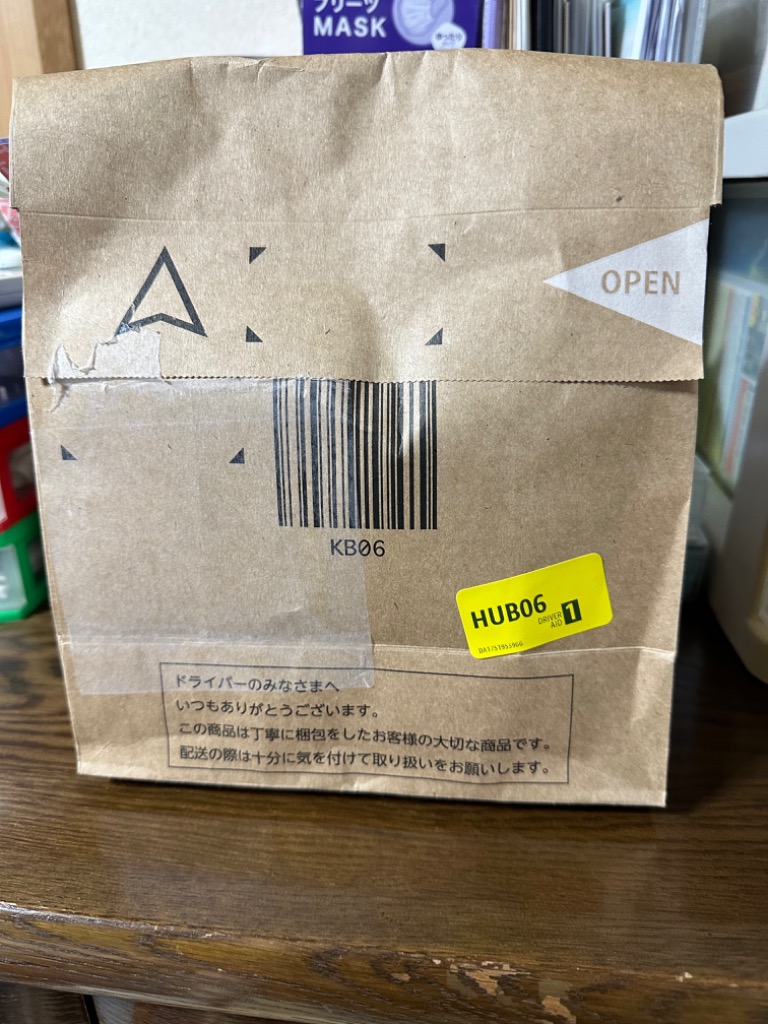 プリーツ
MASK
OPEN
KB06
HUB06
DRIVER
AID
1
ドライバーのみなさまへ
いつもありがとうございます。
この商品は丁寧に梱包をしたお客様の大切な商品です。
配送の際は十分に気を付けて取り扱いをお願いします。